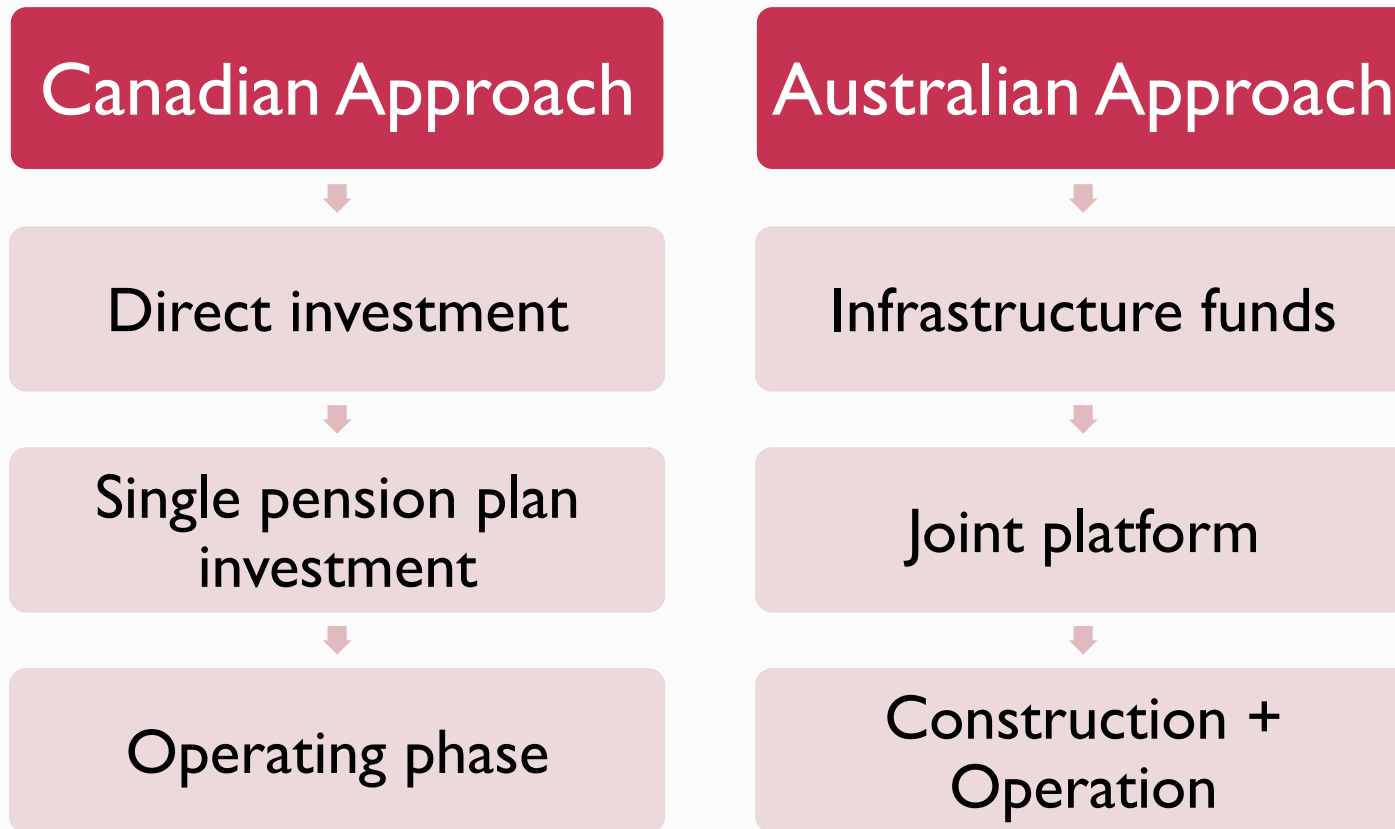 Canadian Approach
Direct investment
Single pension plan
investment
Operating phase
Australian Approach
Infrastructure funds
Joint platform
Construction +
Operation